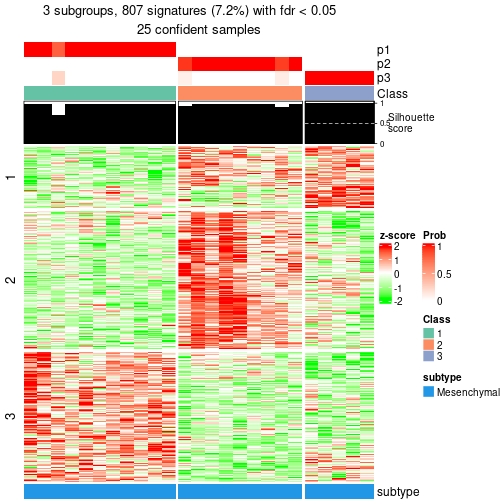 3 subgroups, 807 signatures (7.2%) with fdr < 0.05
25 confident samples
p1
p2
p3
Class
1
0.5
0
Silhouette
score
1
2
3
z-score
2
1
0
-1
-2
Prob
1
0.5
0
Class
1
2
3
subtype
Mesenchymal
subtype